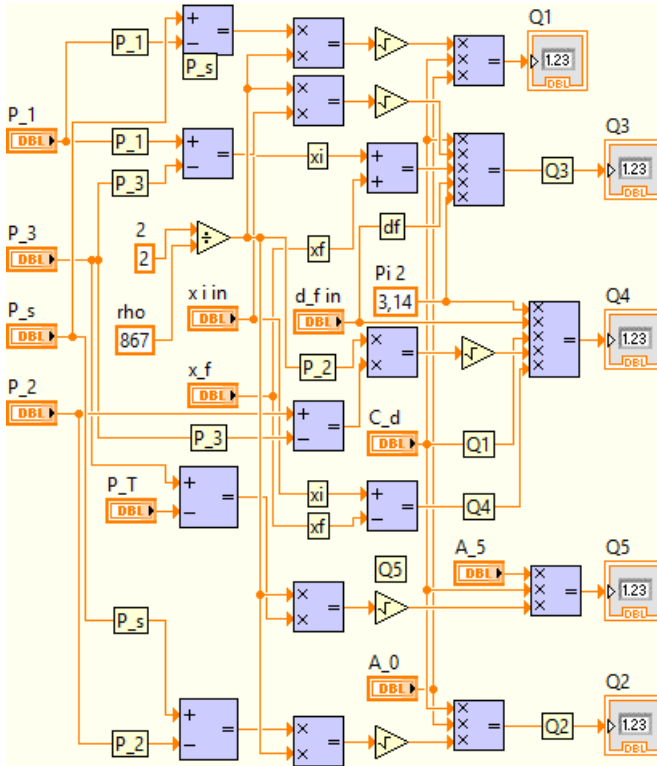 Q1
P_1
P_s
1.23
DBL
P_1
DBL
P_1
xi
Q3
Q3
1.23
DBL
P_3
P_3
DBL
2
2
xf
df
Pi 2
3,14
Q4
1.23
DBL
P_s
DBL
rho
867
x i in
DBL
d_f in
DBL
P_2
P_2
DBL
x_f
DBL
P_3
C_d
DBL
Q1
P_T
DBL
xi
xf
Q4
Q5
A_5
DBL
Q5
1.23
DBL
P_s
A_0
DBL
Q2
1.23
DBL
P_2
Q2